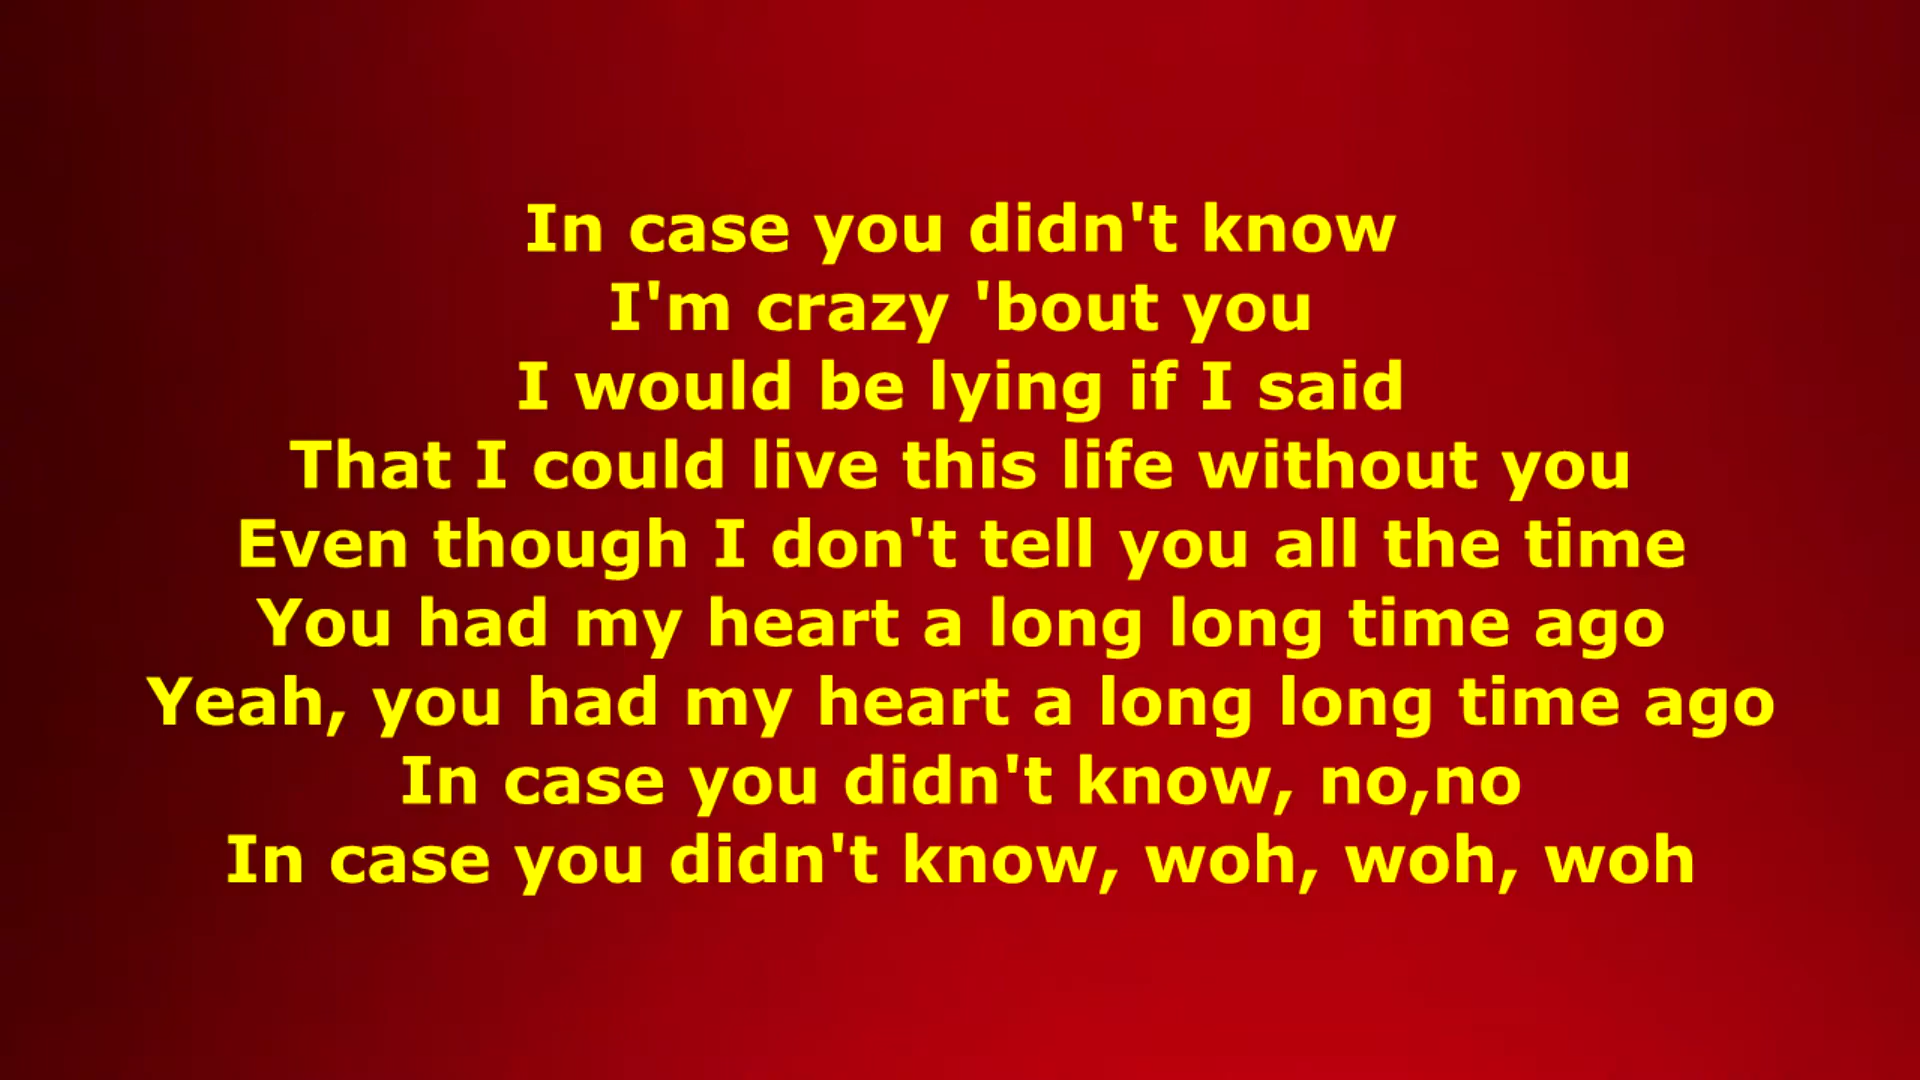 In case you didn't know
I'm crazy 'bout you
I would be lying if I said
That I could live this life without you
Even though I don't tell you all the time
You had my heart a long long time ago
Yeah, you had my heart a long long time ago
In case you didn't know, no,no
In case you didn't know, woh, woh, woh